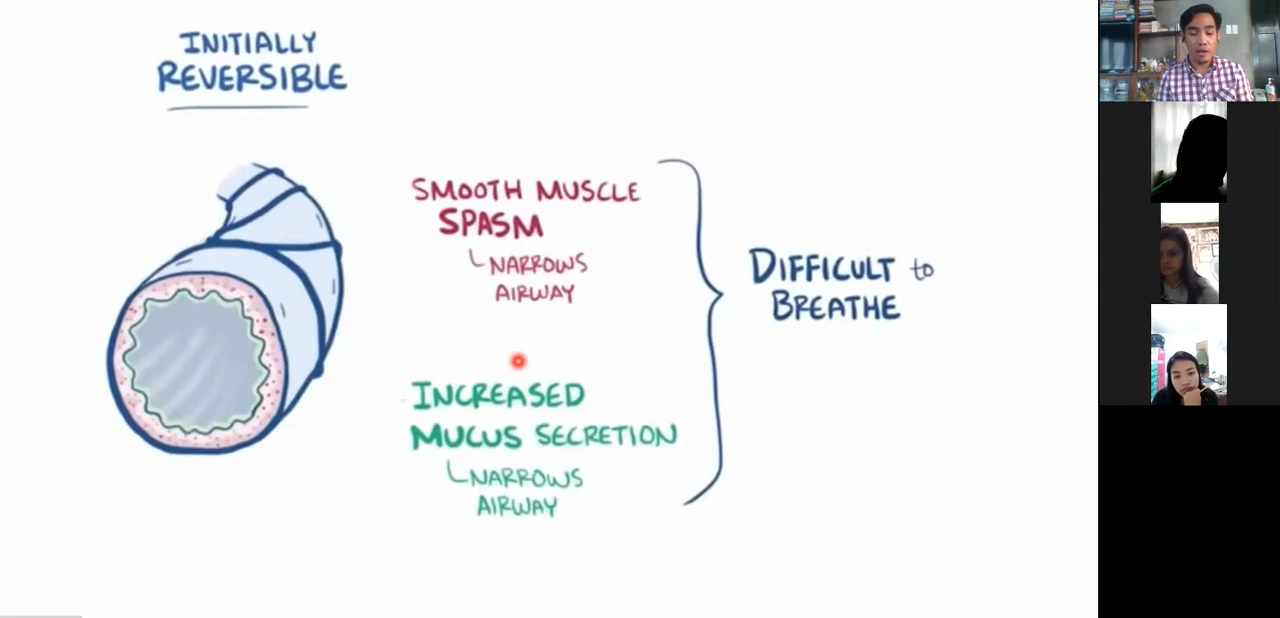 INITIALLY
REVERSIBLE
SMOOTH MUSCLE
SPASM
NARROWS
AIRWAY
INCREASED
MUCUS SECRETION
NARROWS
AIRWAY
DIFFICULT to
BREATHE